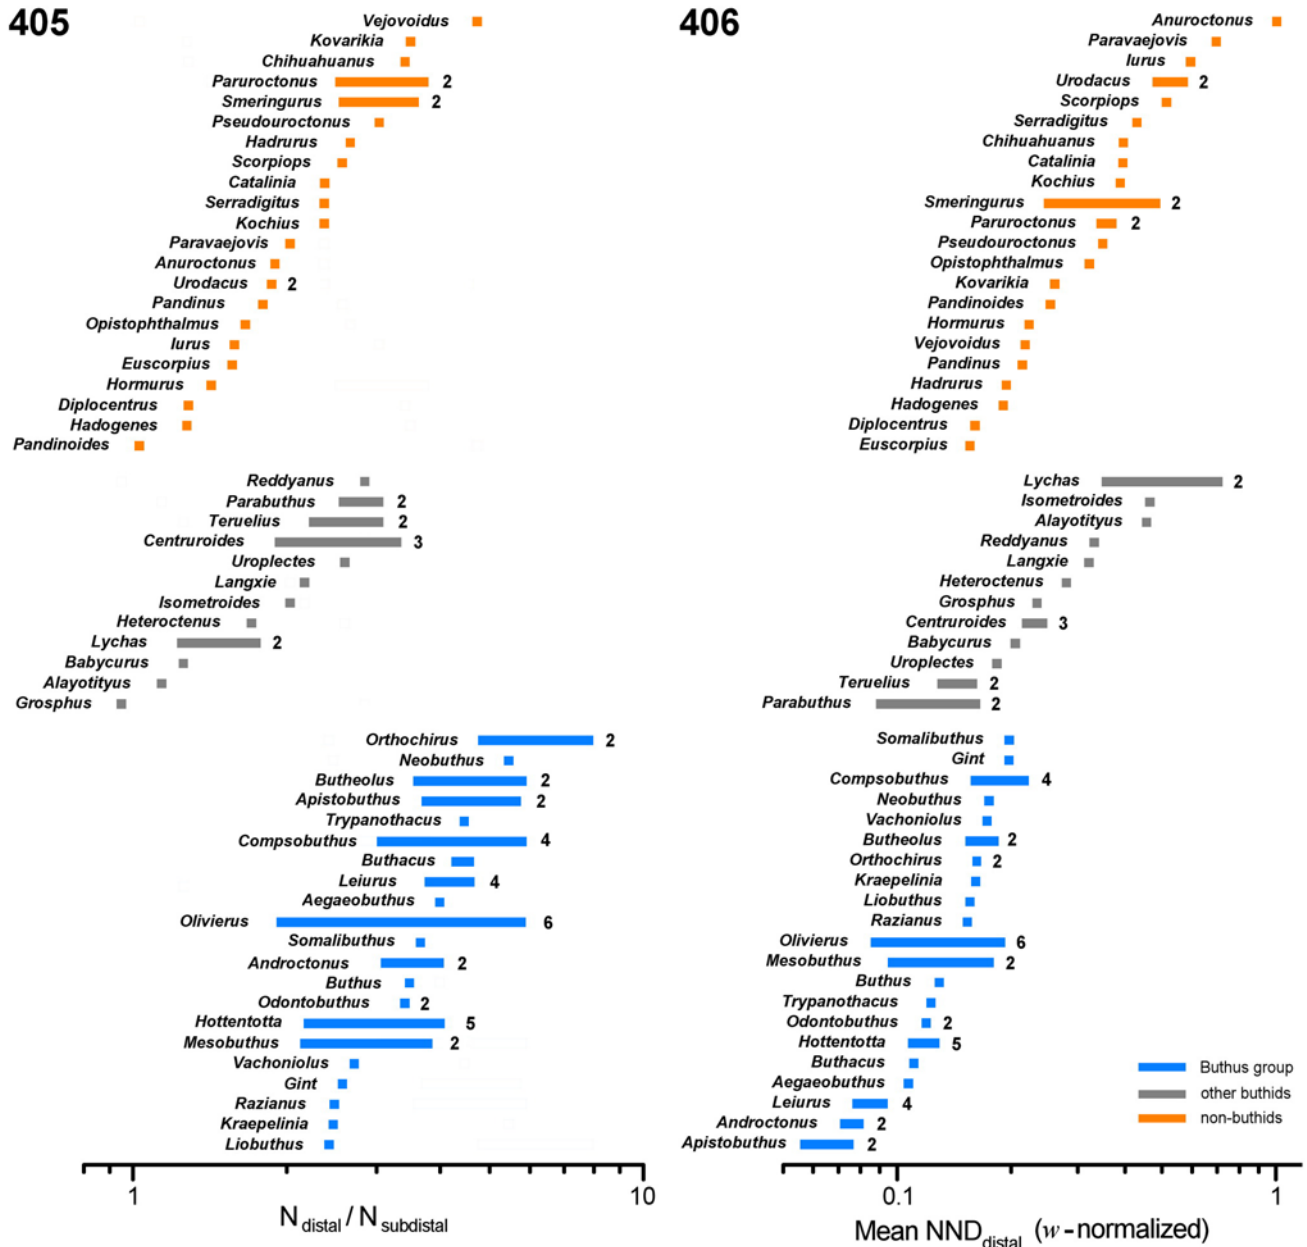 405
Vejovoidus
Kovarikia
Chihuahuanus
Paruroctonus 2
Smeringurus 2
Pseudouroctonus
Hadrurus
Scorpiops
Catalinia
Serradigitus
Kochius
Paravaejovis
Anuroctonus
Urodacus 2
Pandinus
Opistophthalmus
Iurus
Euscorpius
Hormurus
Diplocentrus
Hadogenes
Pandinoides
Reddyanus
Parabuthus 2
Teruelius 2
Centruroides 3
Uroplectes
Langxie
Isometroides
Heteroctenus
Lychas 2
Babycurus
Alayotityus
Grosphus
Orthochirus 2
Neobuthus
Butheolus 2
Apistobuthus 2
Trypanothacus
Compsobuthus 4
Buthacus
Leiurus 4
Aegaeobuthus
Olivierus 6
Somalibuthus
Androctonus 2
Buthus
Odontobuthus 2
Hottentotta 5
Mesobuthus 2
Vachoniolus
Gint
Razianus
Kraepelinia
Liobuthus
1 10
N distal / N subdistal
406
Anuroctonus
Paravaejovis
Iurus
Urodacus 2
Scorpiops
Serradigitus
Chihuahuanus
Catalinia
Kochius
Smeringurus 2
Paruroctonus 2
Pseudouroctonus
Opistophthalmus
Kovarikia
Pandinoides
Hormurus
Vejovoidus
Pandinus
Hadrurus
Hadogenes
Diplocentrus
Euscorpius
Lychas 2
Isometroides
Alayotityus
Reddyanus
Langxie
Heteroctenus
Grosphus
Centruroides 3
Babycurus
Uroplectes
Teruelius 2
Parabuthus 2
Somalibuthus
Gint
Compsobuthus 4
Neobuthus
Vachoniolus
Butheolus 2
Orthochirus 2
Kraepelinia
Liobuthus
Razianus
Olivierus 6
Mesobuthus 2
Buthus
Trypanothacus
Odontobuthus 2
Hottentotta 5
Buthacus
Aegaeobuthus
Leiurus 4
Androctonus 2
Apistobuthus 2
Buthus group
other buthids
non-buthids
0.1 1
Mean NND distal (w-normalized)